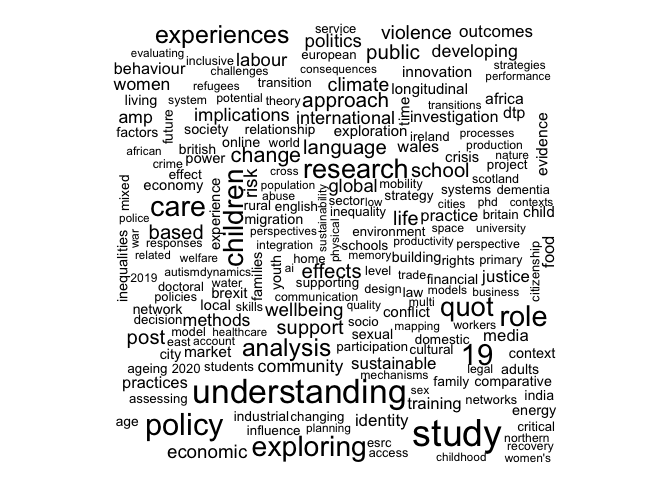 experiences service violence outcomes
politics
evaluating inclusive labour european public developing
behaviour challenges consequences innovation strategies
women refugees transition climate longitudinal performance
living system potential theory approach time transitions africa
amp future implications international investigation dtp
factors society relationship exploration ireland processes evidence
african british online world language wales production
crime power change cross research school crisis nature project
effect children risk population global mobility scotland
mixed economy experience abuse sector low strategy systems dementia
care rural english sustainability inequality life cities phd contexts
police migration physical practice britain child
war based perspectives environment space university
inequalities responses integration schools productivity perspective food
related welfare families youth home memory building rights primary citizenship
2019 autism dynamics ai effects level trade financial justice
doctoral water supporting design law models business
policies brexit communication
network local skills wellbeing quality conflict multi quot role
decision methods support socio mapping workers
post model healthcare sexual domestic media
east account analysis participation cultural 19
city market context
ageing 2020 students community sustainable legal adults
practices mechanisms family comparative
assessing understanding sex training networks india
energy
age policy industrial changing identity study critical
influence planning northern
economic exploring esrc recovery
access childhood women's